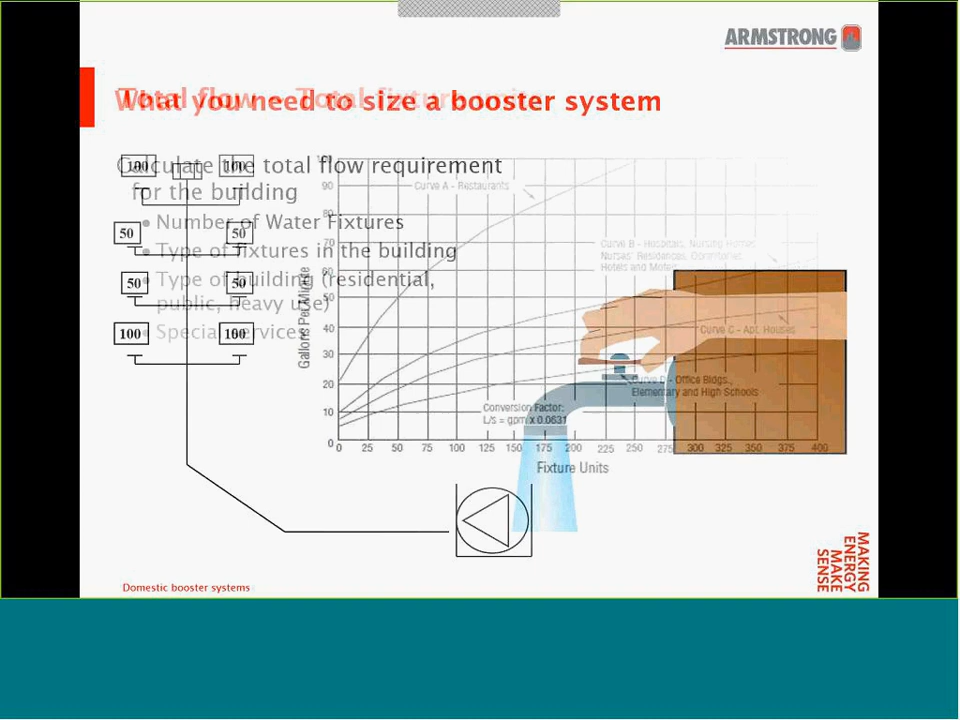 ARMSTRONG
What you need to size a booster system
Total flow - Total fixture units
Calculate the total flow requirement
for the building
• Number of Water Fixtures
• Type of fixtures in the building
• Type of building (residential,
public, heavy use)
• Special services
100 100
50 50
50 50
100 100
Gallons Per Minute
100
90
80
70
60
50
40
30
20
10
0
Curve A - Restaurants
Curve B - Hospitals, Nursing Homes
Nurses' Residences, Dormitories
Hotels and Motels
Curve C - Apt. Houses
Curve D - Office Bldgs.,
Elementary and High Schools
Conversion Factor:
L/s = gpm x 0.0631
0 25 50 75 100 125 150 175 200 225 250 275 300 325 350 375 400
Fixture Units
Domestic booster systems
MAKING
ENERGY
MAKE
SENSE